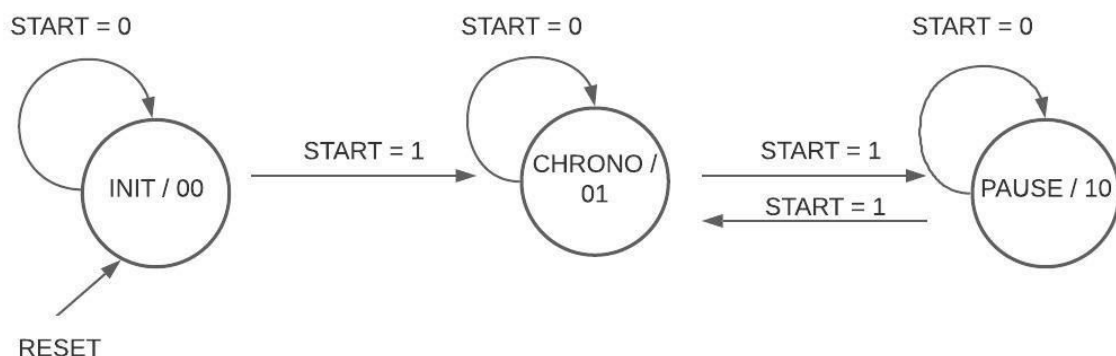 START = 0
START = 0
START = 0
START = 1
START = 1
INIT / 00
CHRONO /
01
PAUSE / 10
START = 1
RESET